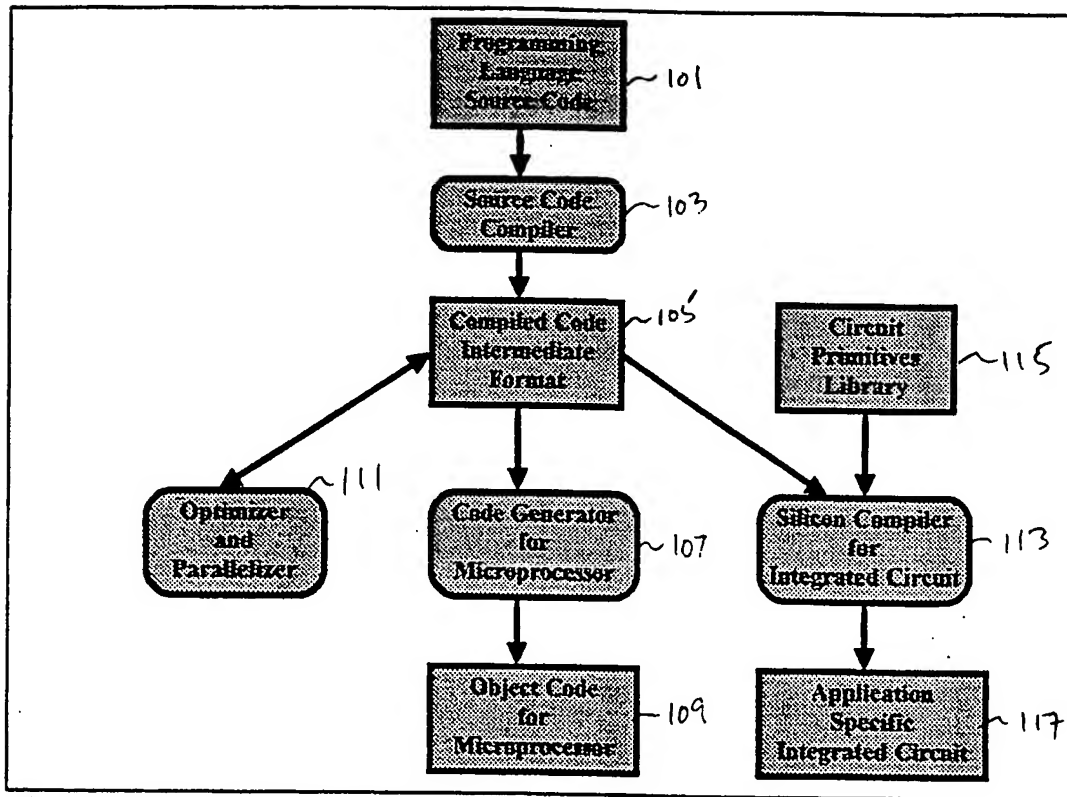 Programming
Language
Source Code
101
Source Code
Compiler
103
Compiled Code
Intermediate
Format
105
Circuit
Primitives
Library
115
Optimizer
and
Parallelizer
111
Code Generator
for
Microprocessor
107
Silicon Compiler
for
Integrated Circuit
113
Object Code
for
Microprocessor
109
Application
Specific
Integrated Circuit
117